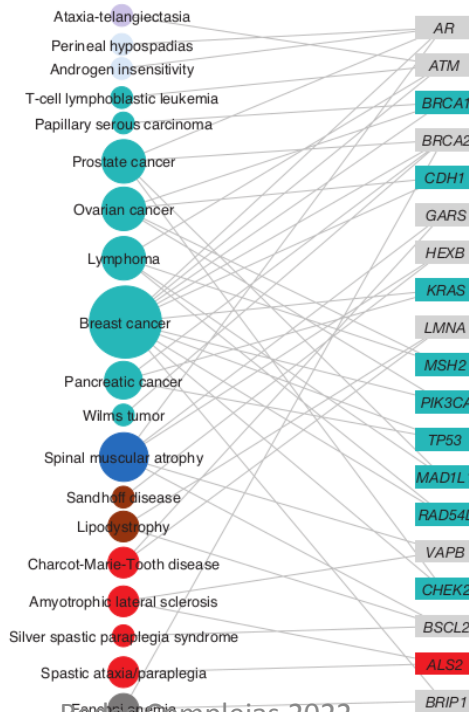 Ataxia-telangiectasia
Perineal hypospadias
Androgen insensitivity
T-cell lymphoblastic leukemia
Papillary serous carcinoma
Prostate cancer
Ovarian cancer
Lymphoma
Breast cancer
Pancreatic cancer
Wilms tumor
Spinal muscular atrophy
Sandhoff disease
Lipodystrophy
Charcot-Marie-Tooth disease
Amyotrophic lateral sclerosis
Silver spastic paraplegia syndrome
Spastic ataxia/paraplegia
Fanconi anemia
AR
ATM
BRCA1
BRCA2
CDH1
GARS
HEXB
KRAS
LMNA
MSH2
PIK3CA
TP53
MAD1L
RAD54L
VAPB
CHEK2
BSCL2
ALS2
BRIP1
2022